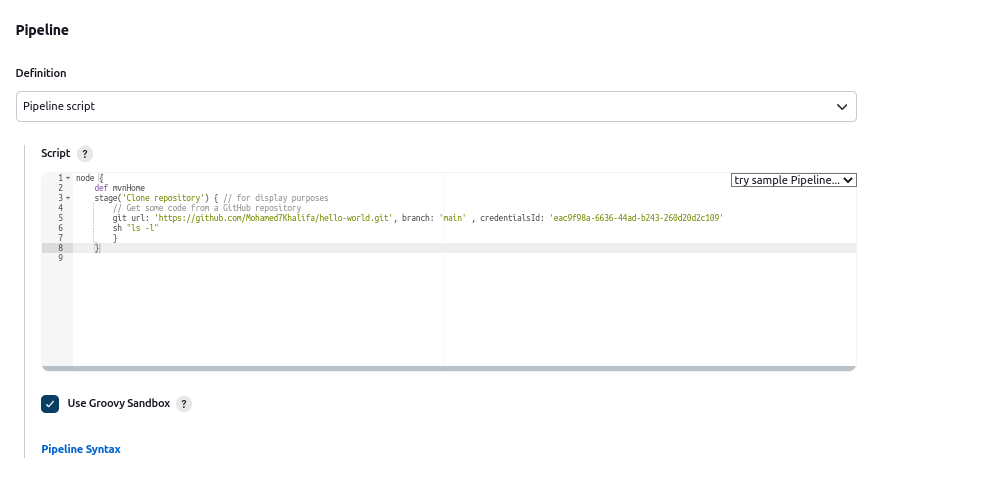 Pipeline
Definition
Pipeline script
Script ?
try sample Pipeline...
1 node {
2 def mvnHome
3 stage('Clone repository') { // for display purposes
4 // Get some code from a GitHub repository
5 git url: 'https://github.com/Mohamed7Khalifa/hello-world.git', branch: 'main' , credentialsId: 'eac9f98a-6636-44ad-b243-260d20d2c109'
6 sh "ls -l"
7 }
8 }
9
Use Groovy Sandbox ?
Pipeline Syntax